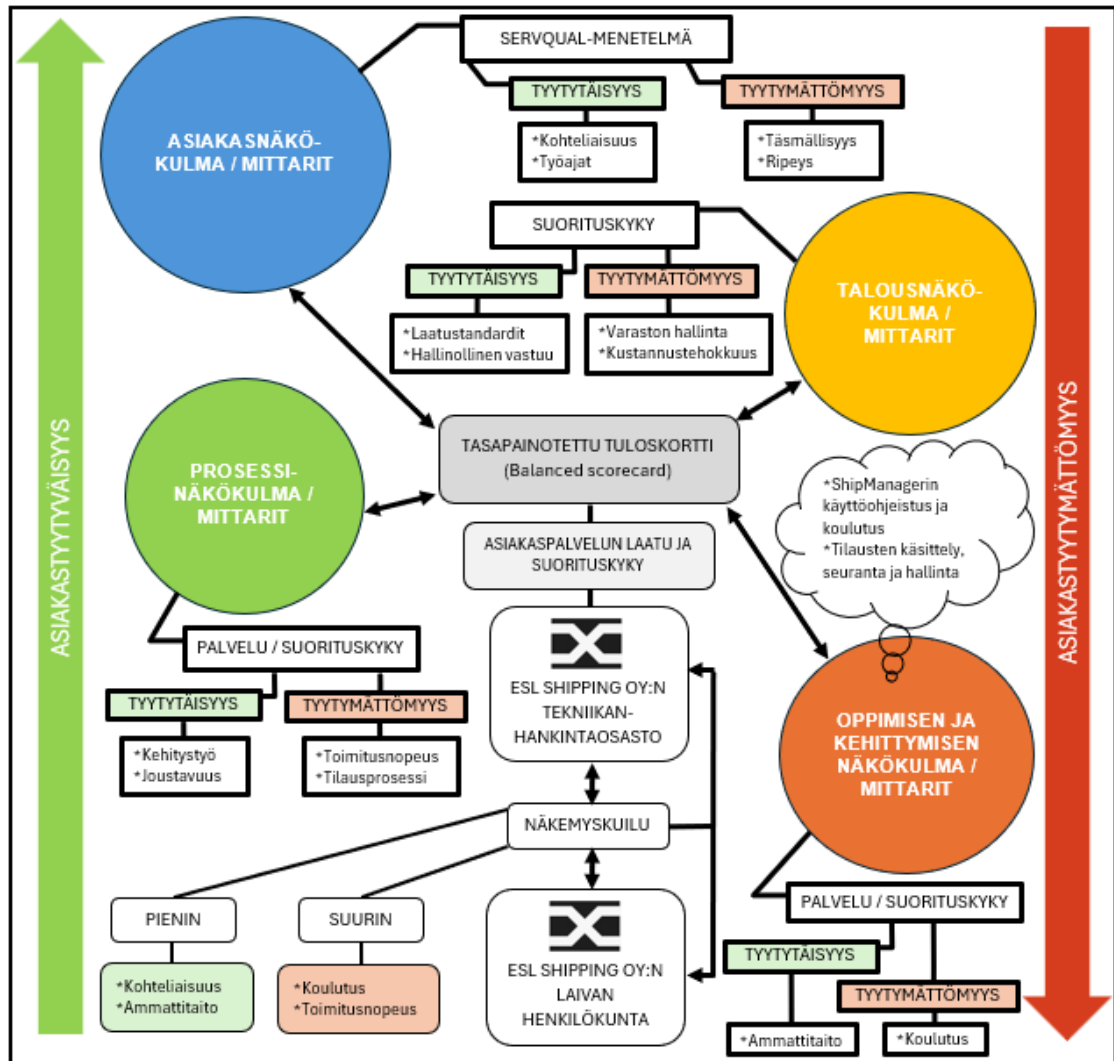 SERVQUAL-MENETELMÄ
TYYTYTÄISYYS
TYYTYMÄTTÖMYYS
*Kohteliaisuus
*Työajat
*Täsmällisyys
*Ripeys
ASIAKASNÄKÖ-
KULMA / MITTARIT
SUORITUSKYKY
TYYTYTÄISYYS
TYYTYMÄTTÖMYYS
*Laatustandardit
*Hallinollinen vastuu
*Varaston hallinta
*Kustannustehokkuus
TALOUSNÄKÖ-
KULMA /
MITTARIT
ASIAKASTYYTYVÄISYYS
ASIAKASTYYTYMÄTTÖMYYS
TASAPAINOTETTU TULOSKORTTI
(Balanced scorecard)
PROSESSI-
NÄKÖKULMA /
MITTARIT
*ShipManagerin
käyttöohjeistus ja
koulutus
*Tilausten käsittely,
seuranta ja hallinta
ASIAKASPALVELUN LAATU JA
SUORITUSKYKY
PALVELU / SUORITUSKYKY
TYYTYTÄISYYS
TYYTYMÄTTÖMYYS
*Kehitystyö
*Joustavuus
*Toimitusnopeus
*Tilausprosessi
ESL SHIPPING OY:N
TEKNIIKAN-
HANKINTAOSASTO
OPPIMISEN JA
KEHITTYMISEN
NÄKÖKULMA /
MITTARIT
NÄKEMYSKUILU
PIENIN
SUURIN
*Kohteliaisuus
*Ammattitaito
*Koulutus
*Toimitusnopeus
ESL SHIPPING OY:N
LAIVAN
HENKILÖKUNTA
PALVELU / SUORITUSKYKY
TYYTYTÄISYYS
TYYTYMÄTTÖMYYS
*Ammattitaito
*Koulutus